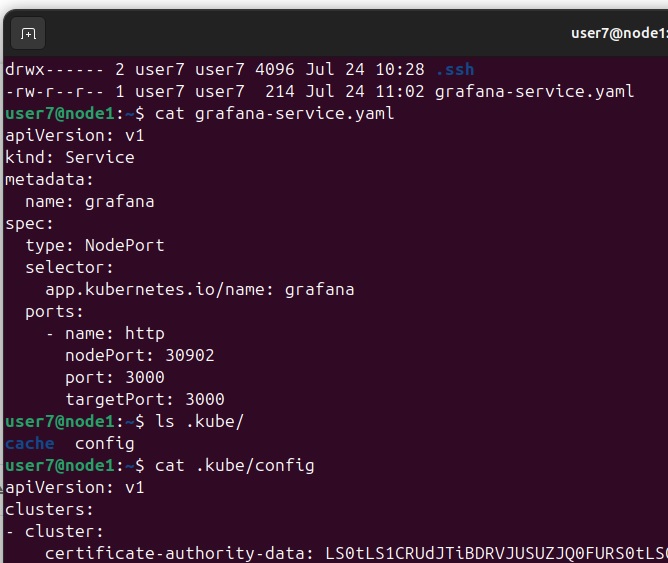 user7@node1:
drwx------ 2 user7 user7 4096 Jul 24 10:28 .ssh
-rw-r--r-- 1 user7 user7  214 Jul 24 11:02 grafana-service.yaml
user7@node1:~$ cat grafana-service.yaml
apiVersion: v1
kind: Service
metadata:
  name: grafana
spec:
  type: NodePort
  selector:
    app.kubernetes.io/name: grafana
  ports:
    - name: http
      nodePort: 30902
      port: 3000
      targetPort: 3000
user7@node1:~$ ls .kube/
cache  config
user7@node1:~$ cat .kube/config
apiVersion: v1
clusters:
- cluster:
    certificate-authority-data: LS0tLS1CRUdJTiBDRVJUSUZJQ0FURS0tLS0